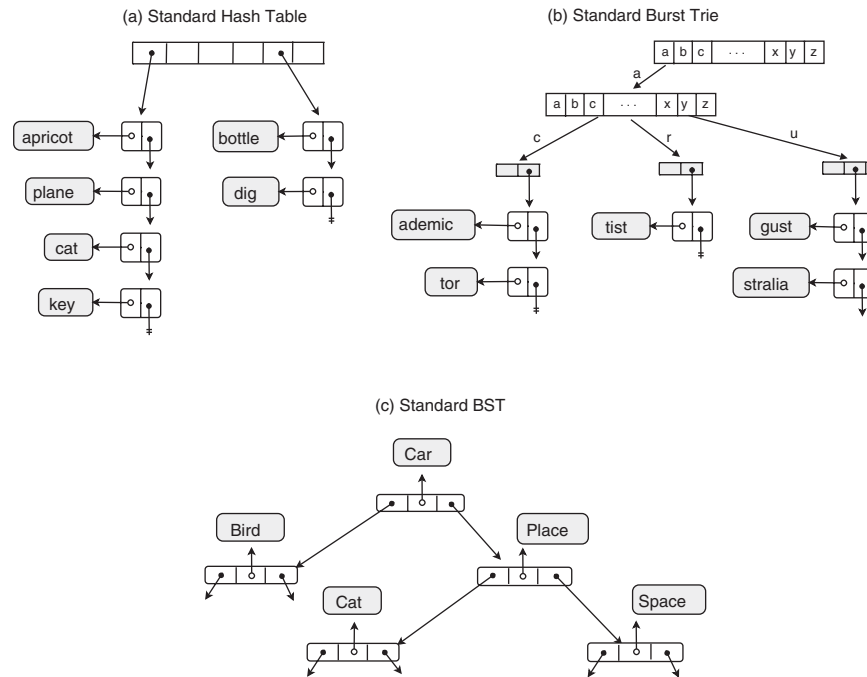 (a) Standard Hash Table
apricot
plane
cat
key
bottle
dig
(b) Standard Burst Trie
a b c ... x y z
a
a b c ... x y z
c r u
ademic
tor
tist
gust
stralia
(c) Standard BST
Car
Bird
Place
Cat
Space